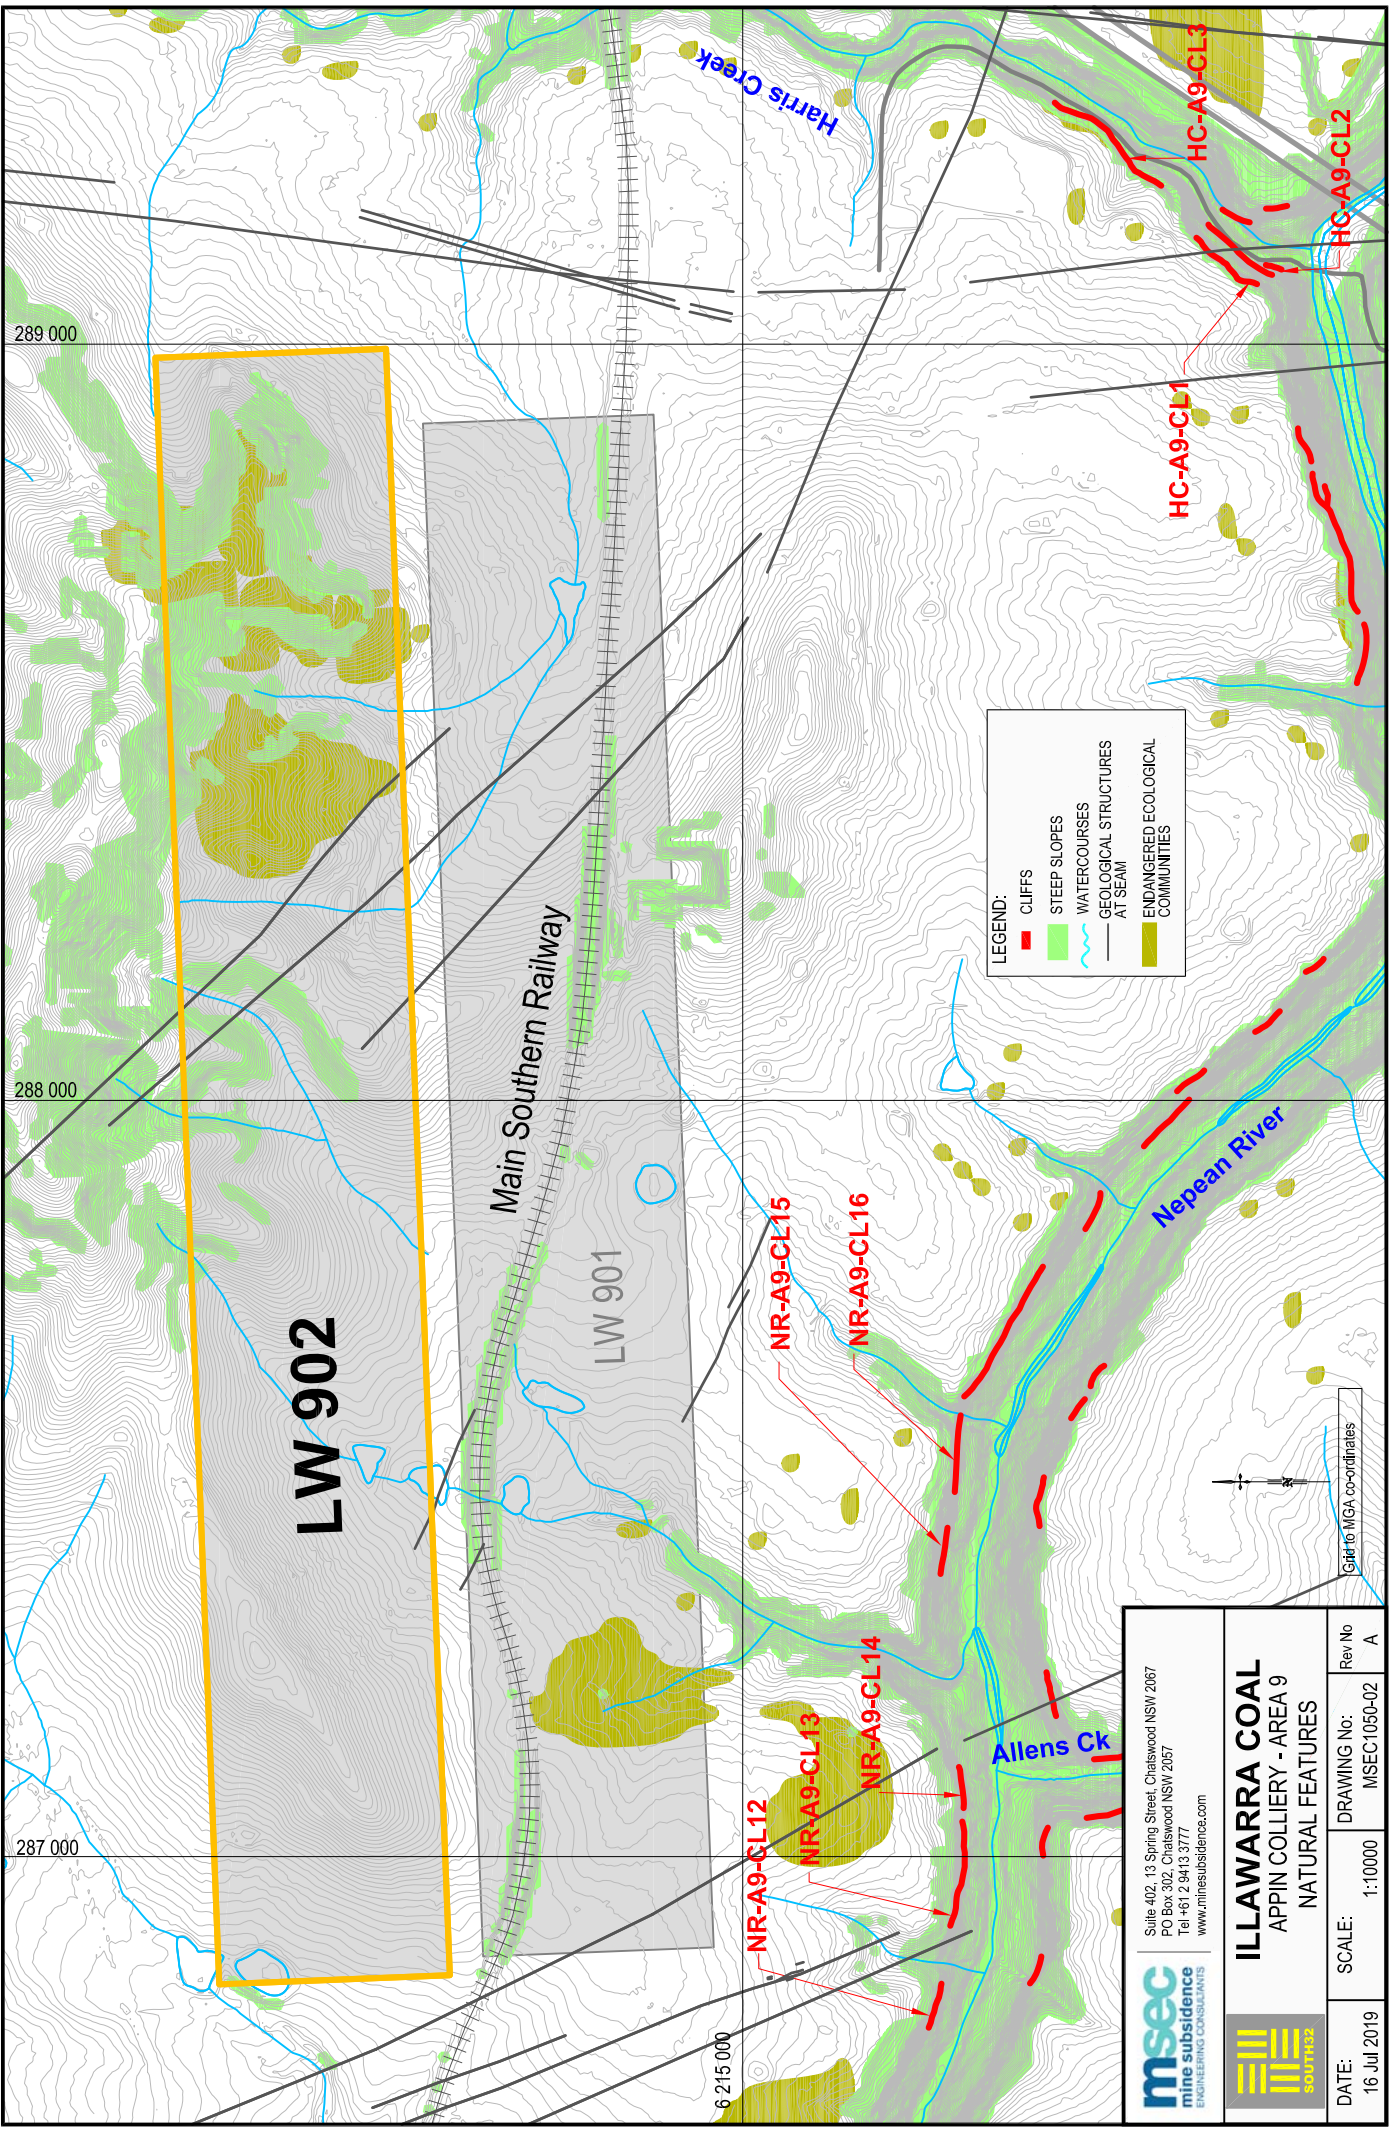 Harris Creek
HC-A9-CL3
HC-A9-CL2
HC-A9-CL1
289 000
288 000
287 000
6 215 000
LW 902
LW 901
Main Southern Railway
NR-A9-CL15
NR-A9-CL16
NR-A9-CL14
NR-A9-CL13
NR-A9-CL12
Nepean River
Allens Ck
LEGEND:
CLIFFS
STEEP SLOPES
WATERCOURSES
GEOLOGICAL STRUCTURES
AT SEAM
ENDANGERED ECOLOGICAL
COMMUNITIES
N
Grid to MGA co-ordinates
msec
mine subsidence
ENGINEERING CONSULTANTS
Suite 402, 13 Spring Street, Chatswood NSW 2067
PO Box 302, Chatswood NSW 2057
Tel +61 2 9413 3777
www.minesubsidence.com
SOUTH32
ILLAWARRA COAL
APPIN COLLIERY - AREA 9
NATURAL FEATURES
DATE:
16 Jul 2019
SCALE:
1:10000
DRAWING No:
MSEC1050-02
Rev No
A